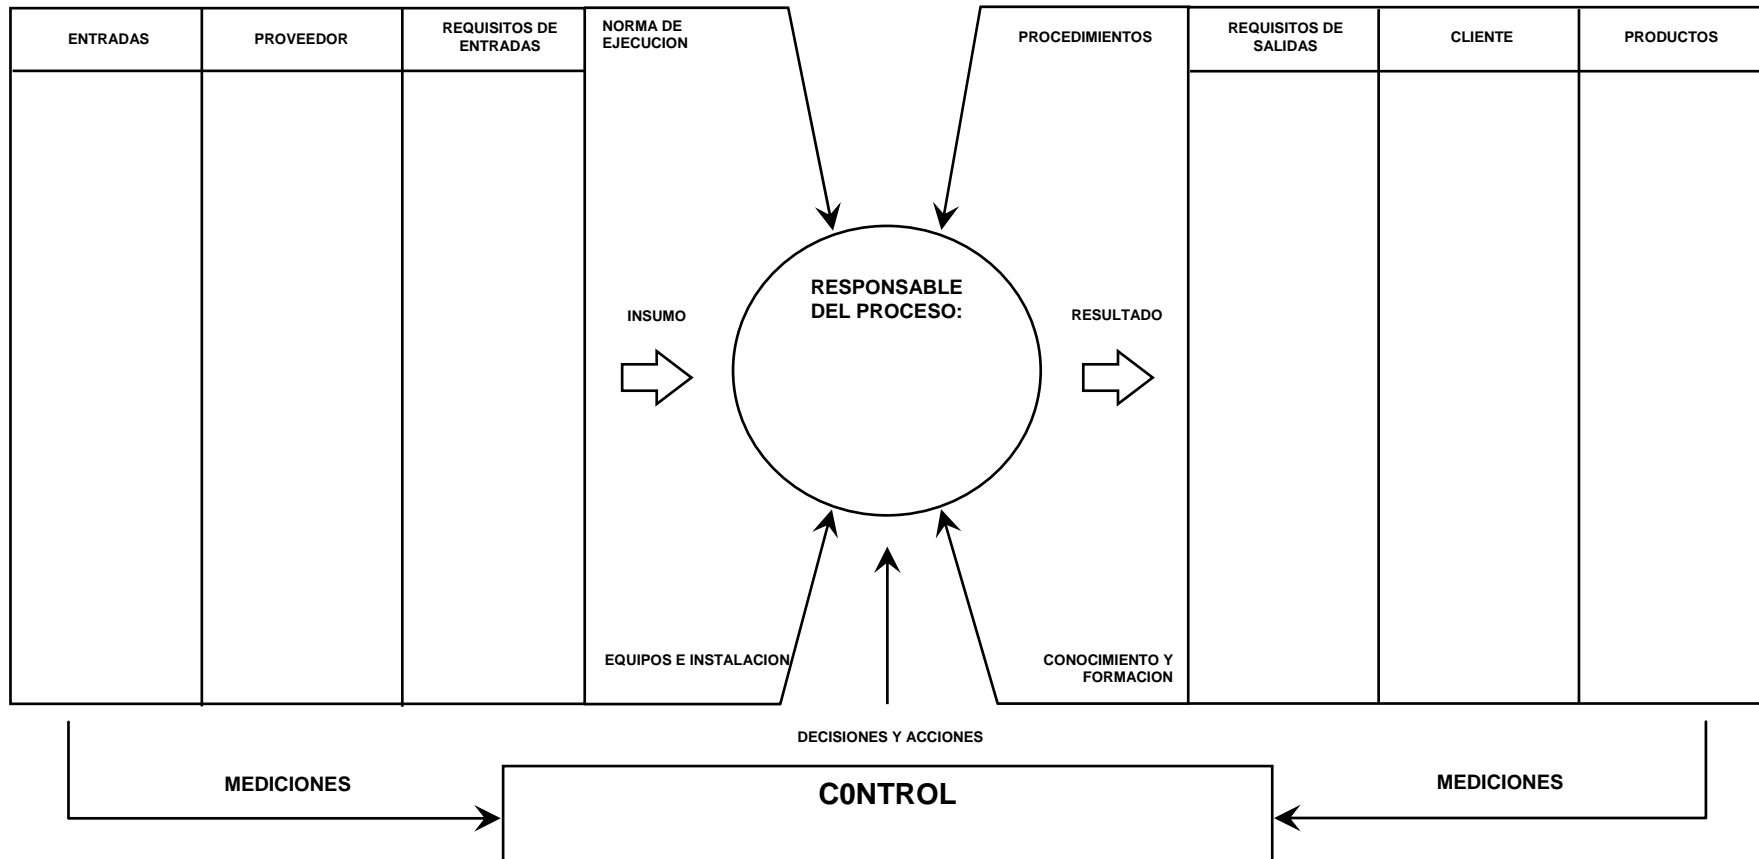 ENTRADAS
PROVEEDOR
REQUISITOS DE
ENTRADAS
NORMA DE
EJECUCION
PROCEDIMIENTOS
REQUISITOS DE
SALIDAS
CLIENTE
PRODUCTOS
RESPONSABLE
DEL PROCESO:
INSUMO
RESULTADO
EQUIPOS E INSTALACION
CONOCIMIENTO Y
FORMACION
DECISIONES Y ACCIONES
MEDICIONES
C0NTROL
MEDICIONES